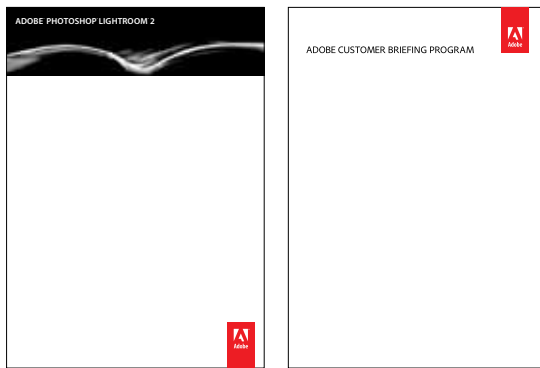 ADOBE PHOTOSHOP LIGHTROOM 2
Adobe
ADOBE CUSTOMER BRIEFING PROGRAM
Adobe